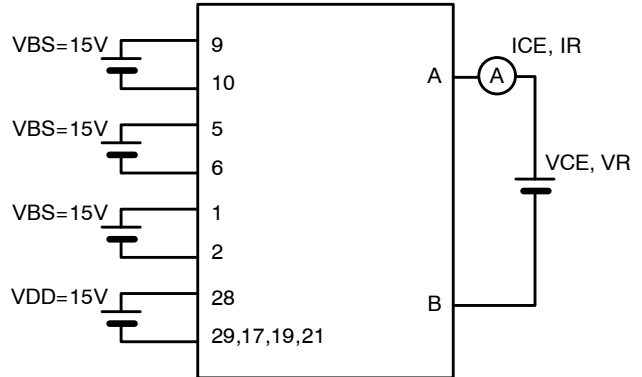 VBS=15V
9
10
VBS=15V
5
6
VBS=15V
1
2
VDD=15V
28
29,17,19,21
A
A
ICE, IR
VCE, VR
B